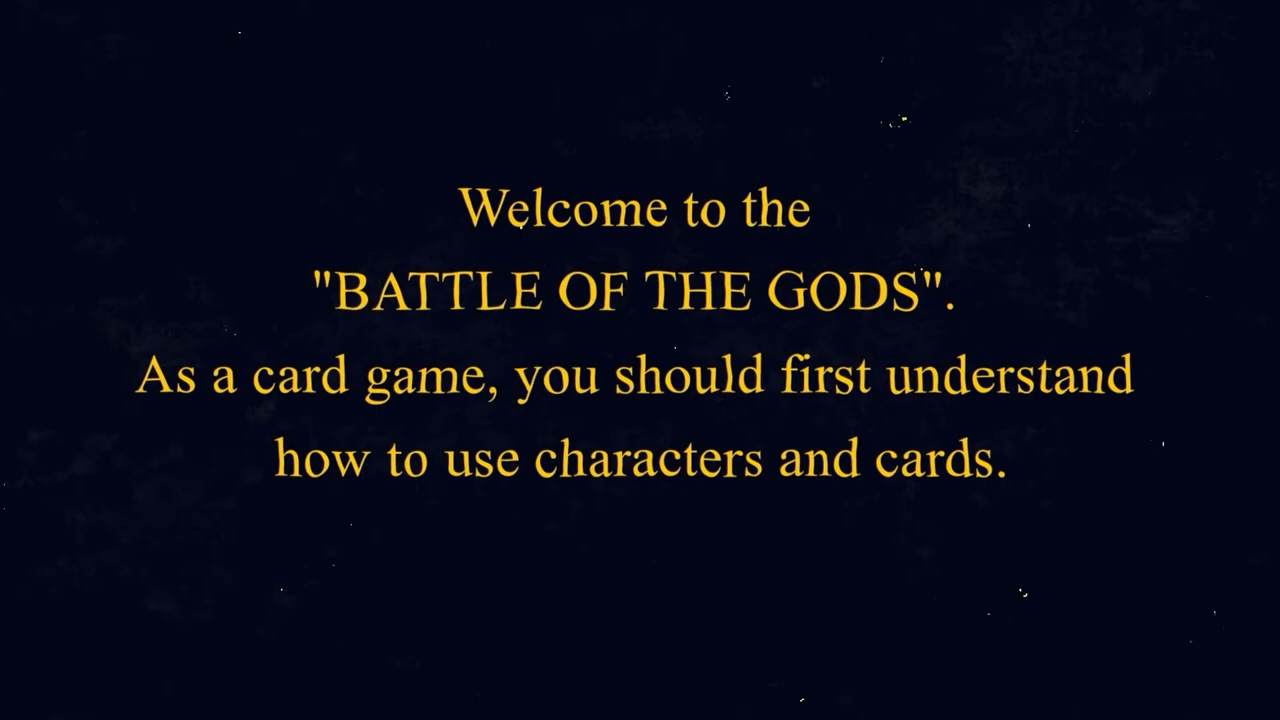 Welcome to the
"BATTLE OF THE GODS".
As a card game, you should first understand
how to use characters and cards.